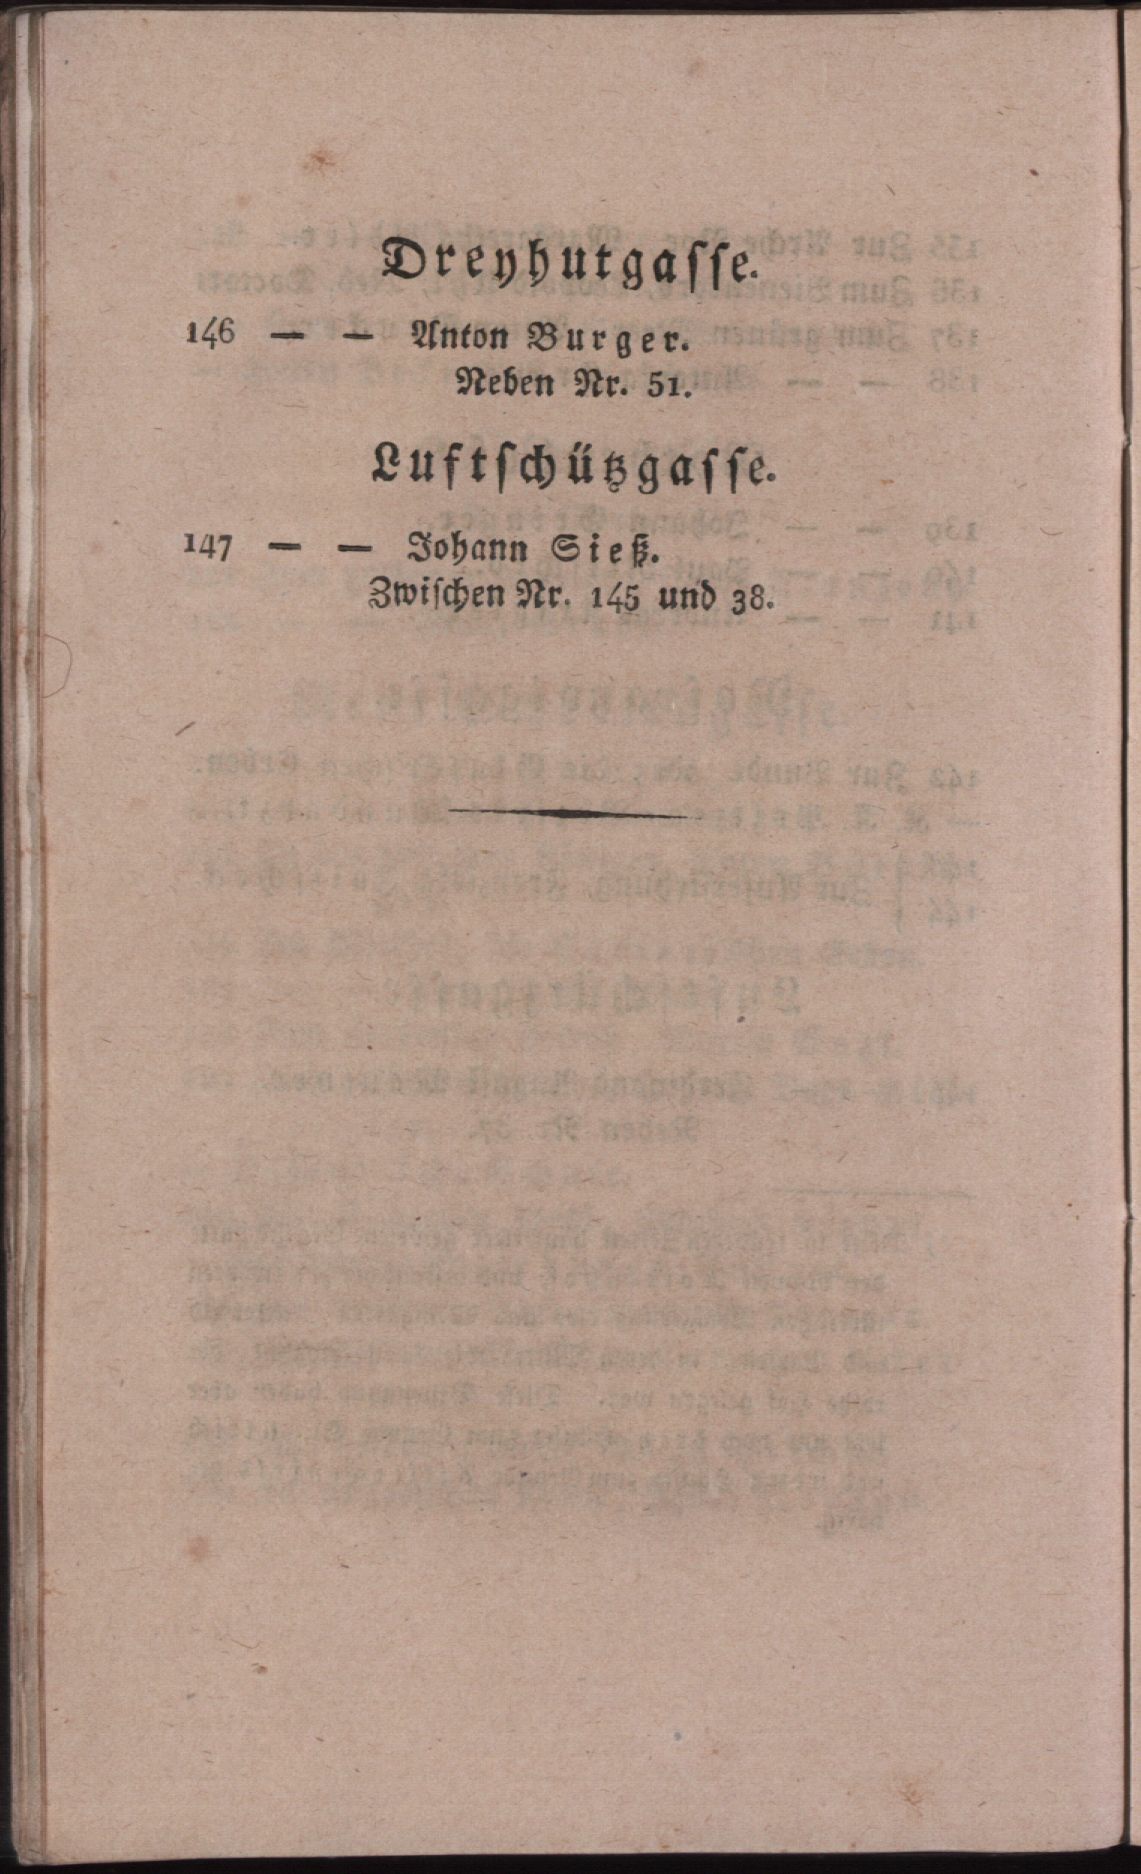 Dreyhutgasse.
146 — — Anton Burger.
Neben Nr. 51.
Luftschützgasse.
147 — — Johann Sieß.
Zwischen Nr. 145 und 38.